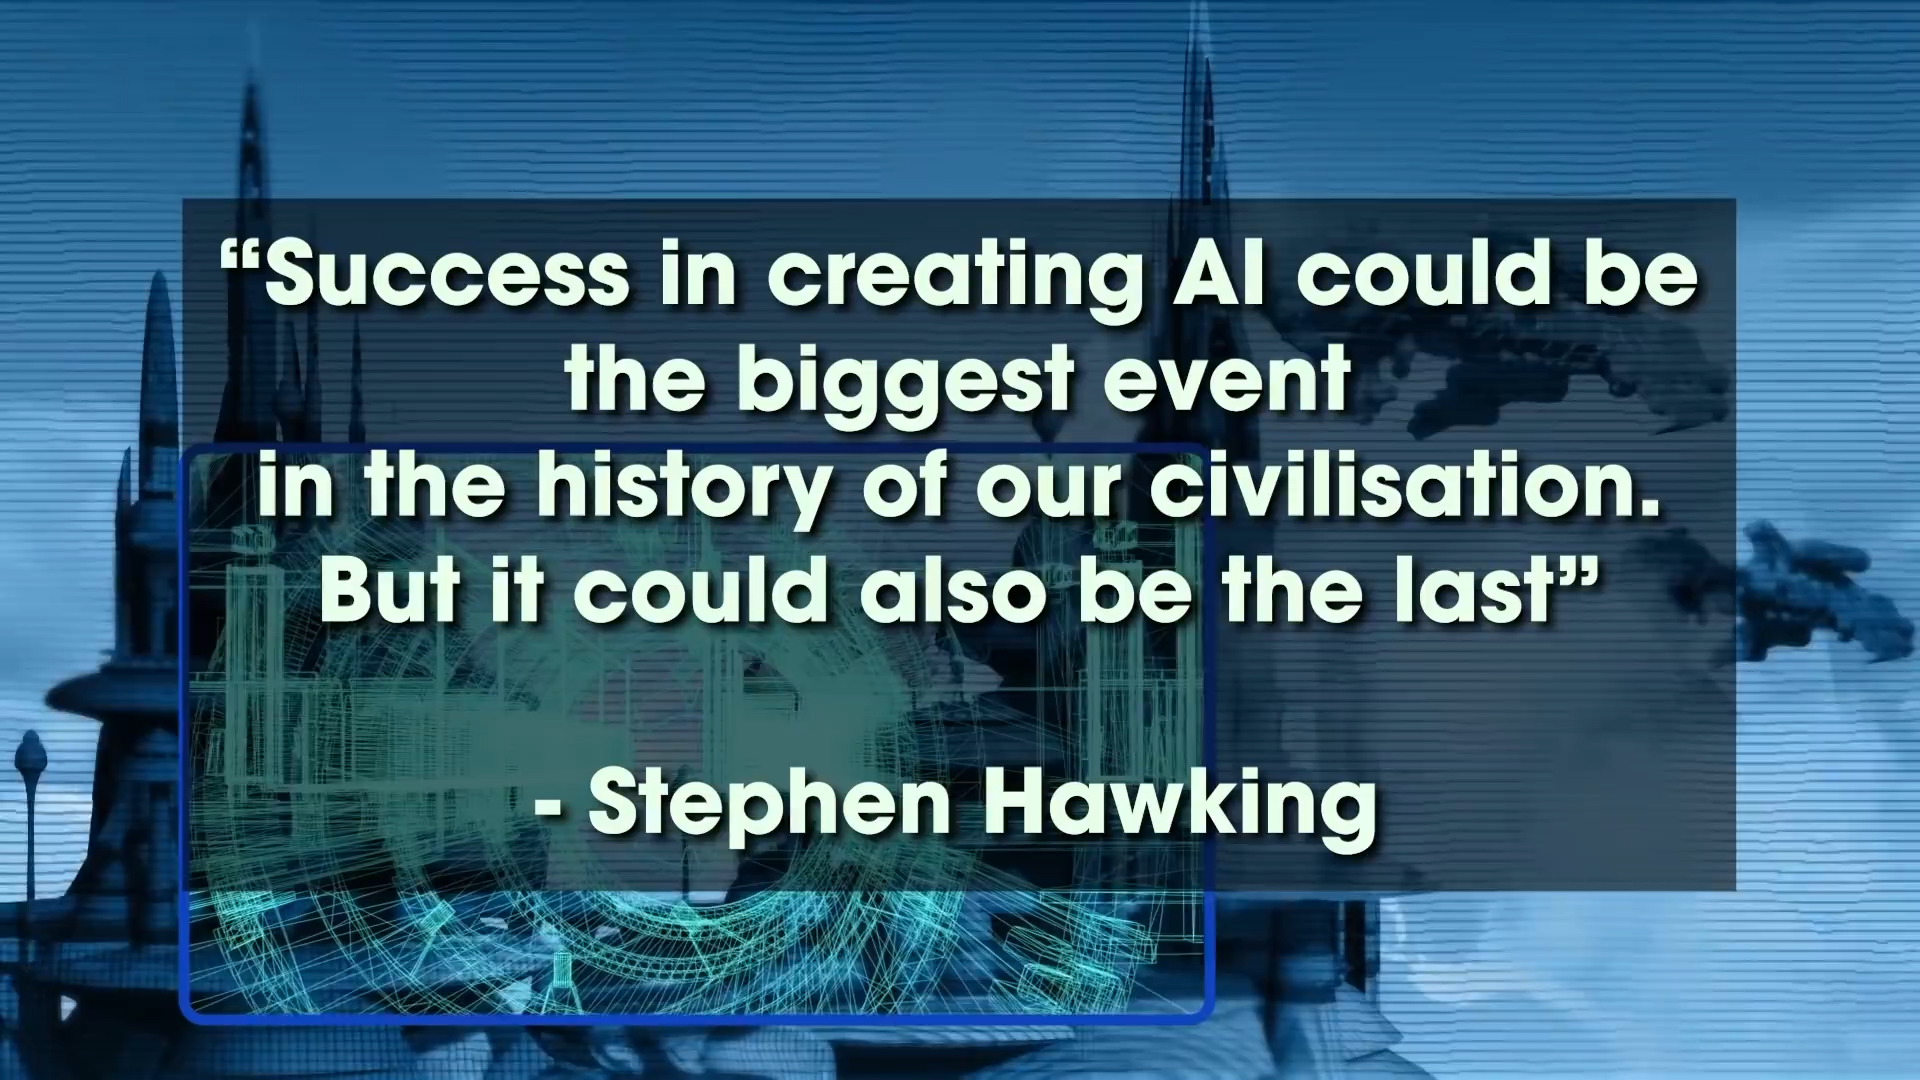 “Success in creating AI could be
the biggest event
in the history of our civilisation.
But it could also be the last”
- Stephen Hawking